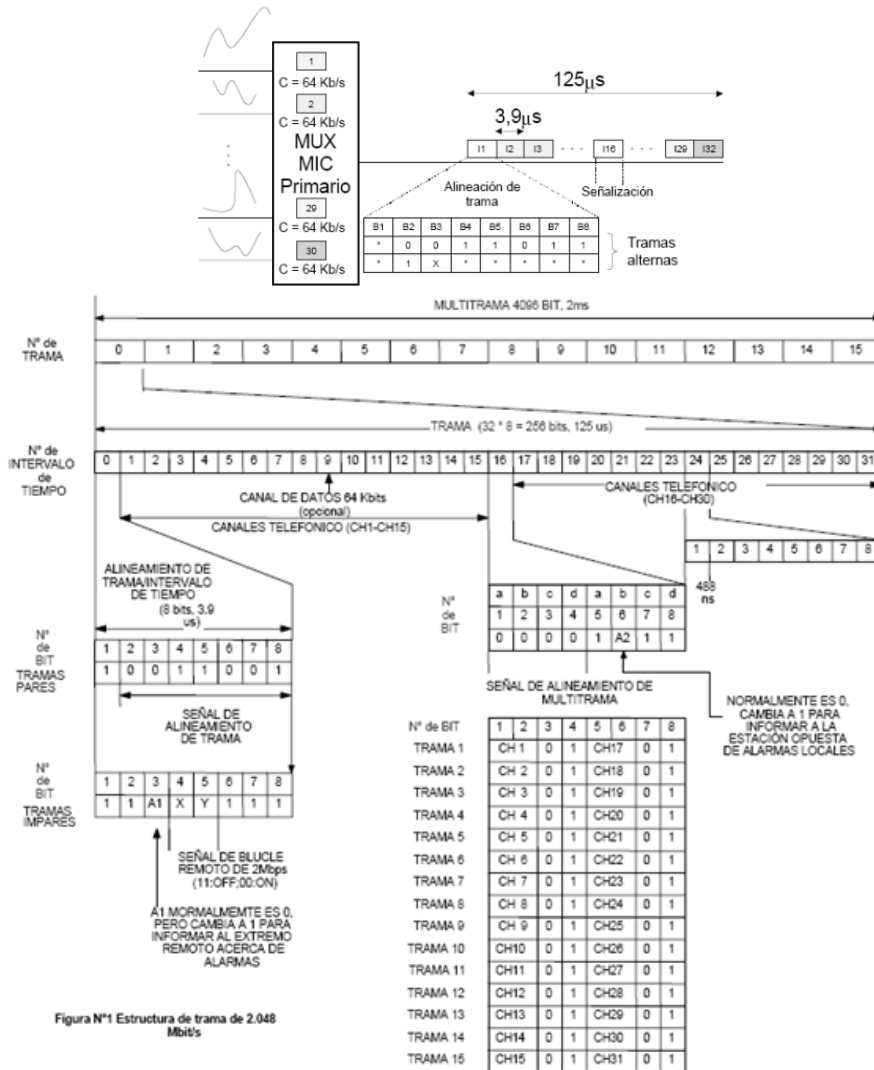 1
C = 64 Kb/s
2
C = 64 Kb/s
MUX
MIC
Primario
29
C = 64 Kb/s
30
C = 64 Kb/s
125μs
3,9μs
I1 I2 I3 · · · I16 · · · I29 I32
Alineación de
trama
Señalización
B1 B2 B3 B4 B5 B6 B7 B8
* 0 0 1 1 0 1 1
* 1 X * * * * *
Tramas
alternas
MULTITRAMA 4096 BIT, 2ms
Nº de
TRAMA
0 1 2 3 4 5 6 7 8 9 10 11 12 13 14 15
TRAMA (32 * 8 = 256 bits, 125 us)
Nº de
INTERVALO
de
TIEMPO
0 1 2 3 4 5 6 7 8 9 10 11 12 13 14 15 16 17 18 19 20 21 22 23 24 25 26 27 28 29 30 31
CANAL DE DATOS 64 Kbits
(opcional)
CANALES TELEFONICO (CH1-CH15)
CANALES TELEFONICO
(CH16-CH30)
1 2 3 4 5 6 7 8
488
ns
ALINEAMIENTO DE
TRAMA/INTERVALO
DE TIEMPO
(8 bits, 3.9
us)
Nº
de
BIT
TRAMAS
PARES
1 2 3 4 5 6 7 8
1 0 0 1 1 0 0 1
SEÑAL DE
ALINEAMIENTO
DE TRAMA
Nº
de
BIT
TRAMAS
IMPARES
1 2 3 4 5 6 7 8
1 1 A1 X Y 1 1 1
SEÑAL DE BLUCLE
REMOTO DE 2Mbps
(11:OFF;00:ON)
A1 MORMALMEMTE ES 0,
PERO CAMBIA A 1 PARA
INFORMAR AL EXTREMO
REMOTO ACERCA DE
ALARMAS
Nº
de
BIT
a b c d a b c d
1 2 3 4 5 6 7 8
0 0 0 0 1 A2 1 1
SEÑAL DE ALINEAMIENTO DE
MULTITRAMA
NORMALMENTE ES 0,
CAMBIA A 1 PARA
INFORMAR A LA
ESTACIÓN OPUESTA
DE ALARMAS LOCALES
Nº de BIT 1 2 3 4 5 6 7 8
TRAMA 1 CH 1 0 1 CH17 0 1
TRAMA 2 CH 2 0 1 CH18 0 1
TRAMA 3 CH 3 0 1 CH19 0 1
TRAMA 4 CH 4 0 1 CH20 0 1
TRAMA 5 CH 5 0 1 CH21 0 1
TRAMA 6 CH 6 0 1 CH22 0 1
TRAMA 7 CH 7 0 1 CH23 0 1
TRAMA 8 CH 8 0 1 CH24 0 1
TRAMA 9 CH 9 0 1 CH25 0 1
TRAMA 10 CH10 0 1 CH26 0 1
TRAMA 11 CH11 0 1 CH27 0 1
TRAMA 12 CH12 0 1 CH28 0 1
TRAMA 13 CH13 0 1 CH29 0 1
TRAMA 14 CH14 0 1 CH30 0 1
TRAMA 15 CH15 0 1 CH31 0 1
Figura Nº1 Estructura de trama de 2.048
Mbit/s